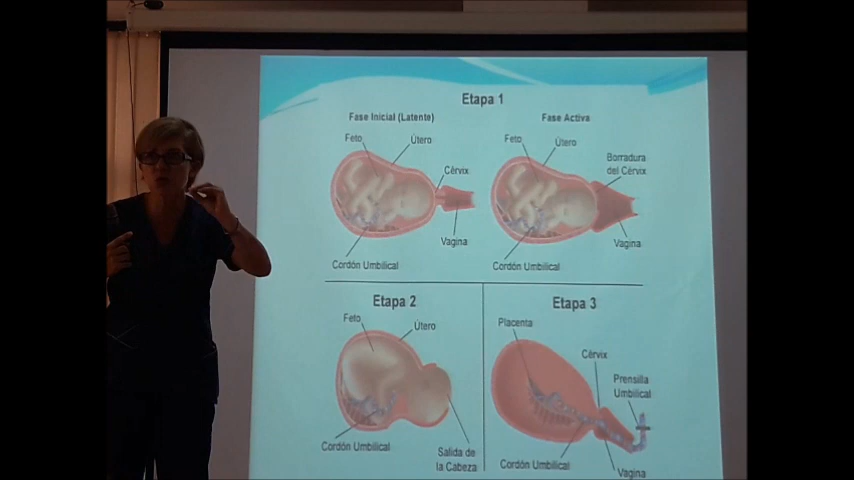 Etapa 1
Fase Inicial (Latente)
Fase Activa
Feto
Útero
Cérvix
Vagina
Cordón Umbilical
Feto
Útero
Borradura
del Cérvix
Vagina
Cordón Umbilical
Etapa 2
Feto
Útero
Cordón Umbilical
Salida de
la Cabeza
Etapa 3
Placenta
Cérvix
Prensilla
Umbilical
Cordón Umbilical
Vagina